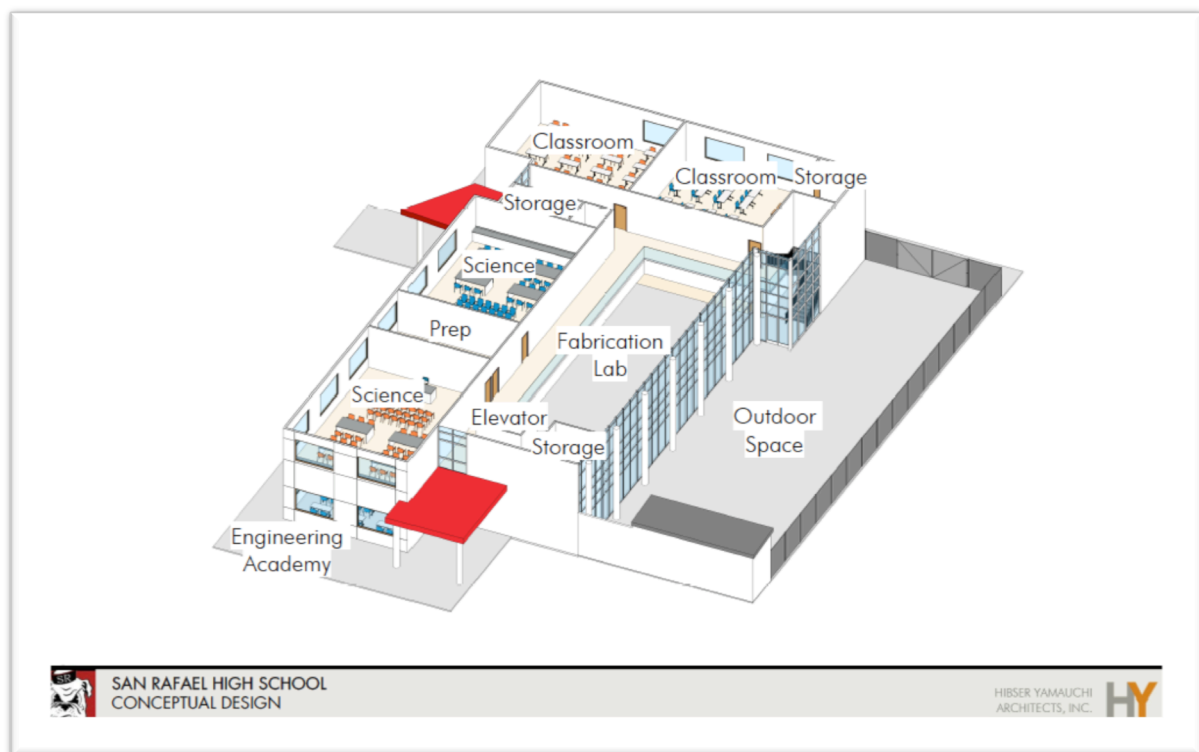 Classroom
Classroom
Storage
Storage
Science
Prep
Fabrication
Lab
Science
Elevator
Storage
Outdoor
Space
Engineering
Academy
SR
SAN RAFAEL HIGH SCHOOL
CONCEPTUAL DESIGN
HIBSER YAMAUCHI
ARCHITECTS, INC.
HY